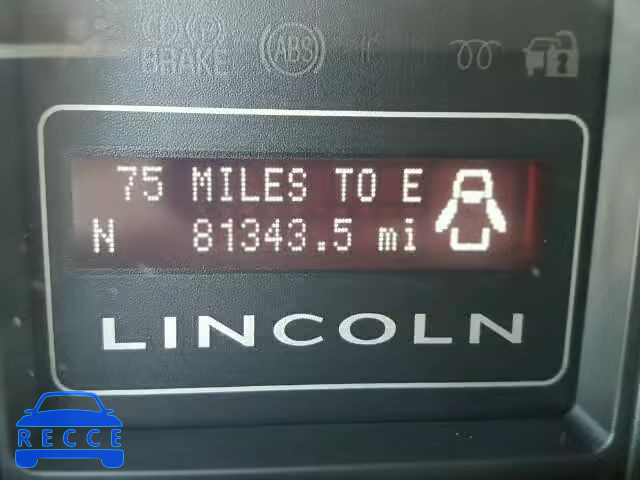 BRAKE ABS
75 MILES TO E
N 81343.5 mi
LINCOLN
RECCE